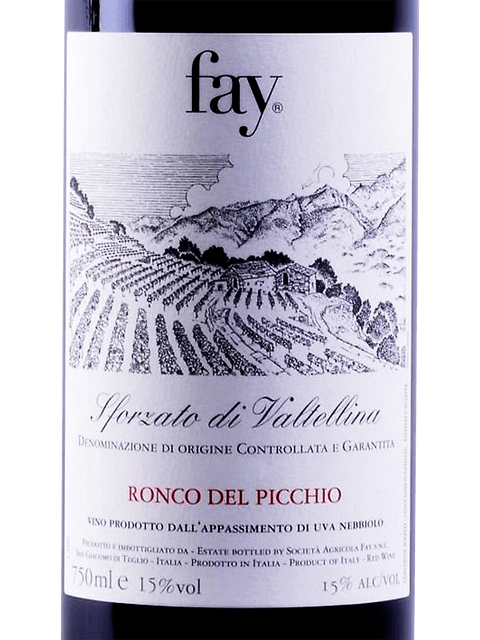 fay®
Sforzato di Valtellina
DENOMINAZIONE DI ORIGINE CONTROLLATA E GARANTITA
RONCO DEL PICCHIO
VINO PRODOTTO DALL'APPASSIMENTO DI UVA NEBBIOLO
PRODOTTO E IMBOTTIGLIATO DA - ESTATE BOTTLED BY SOCIETÀ AGRICOLA FAY S.N.C.
SAN GIACOMO DI TEGLIO - ITALIA - PRODOTTO IN ITALIA - PRODUCT OF ITALY - RED WINE
750ml e 15%vol
15% ALC/VOL